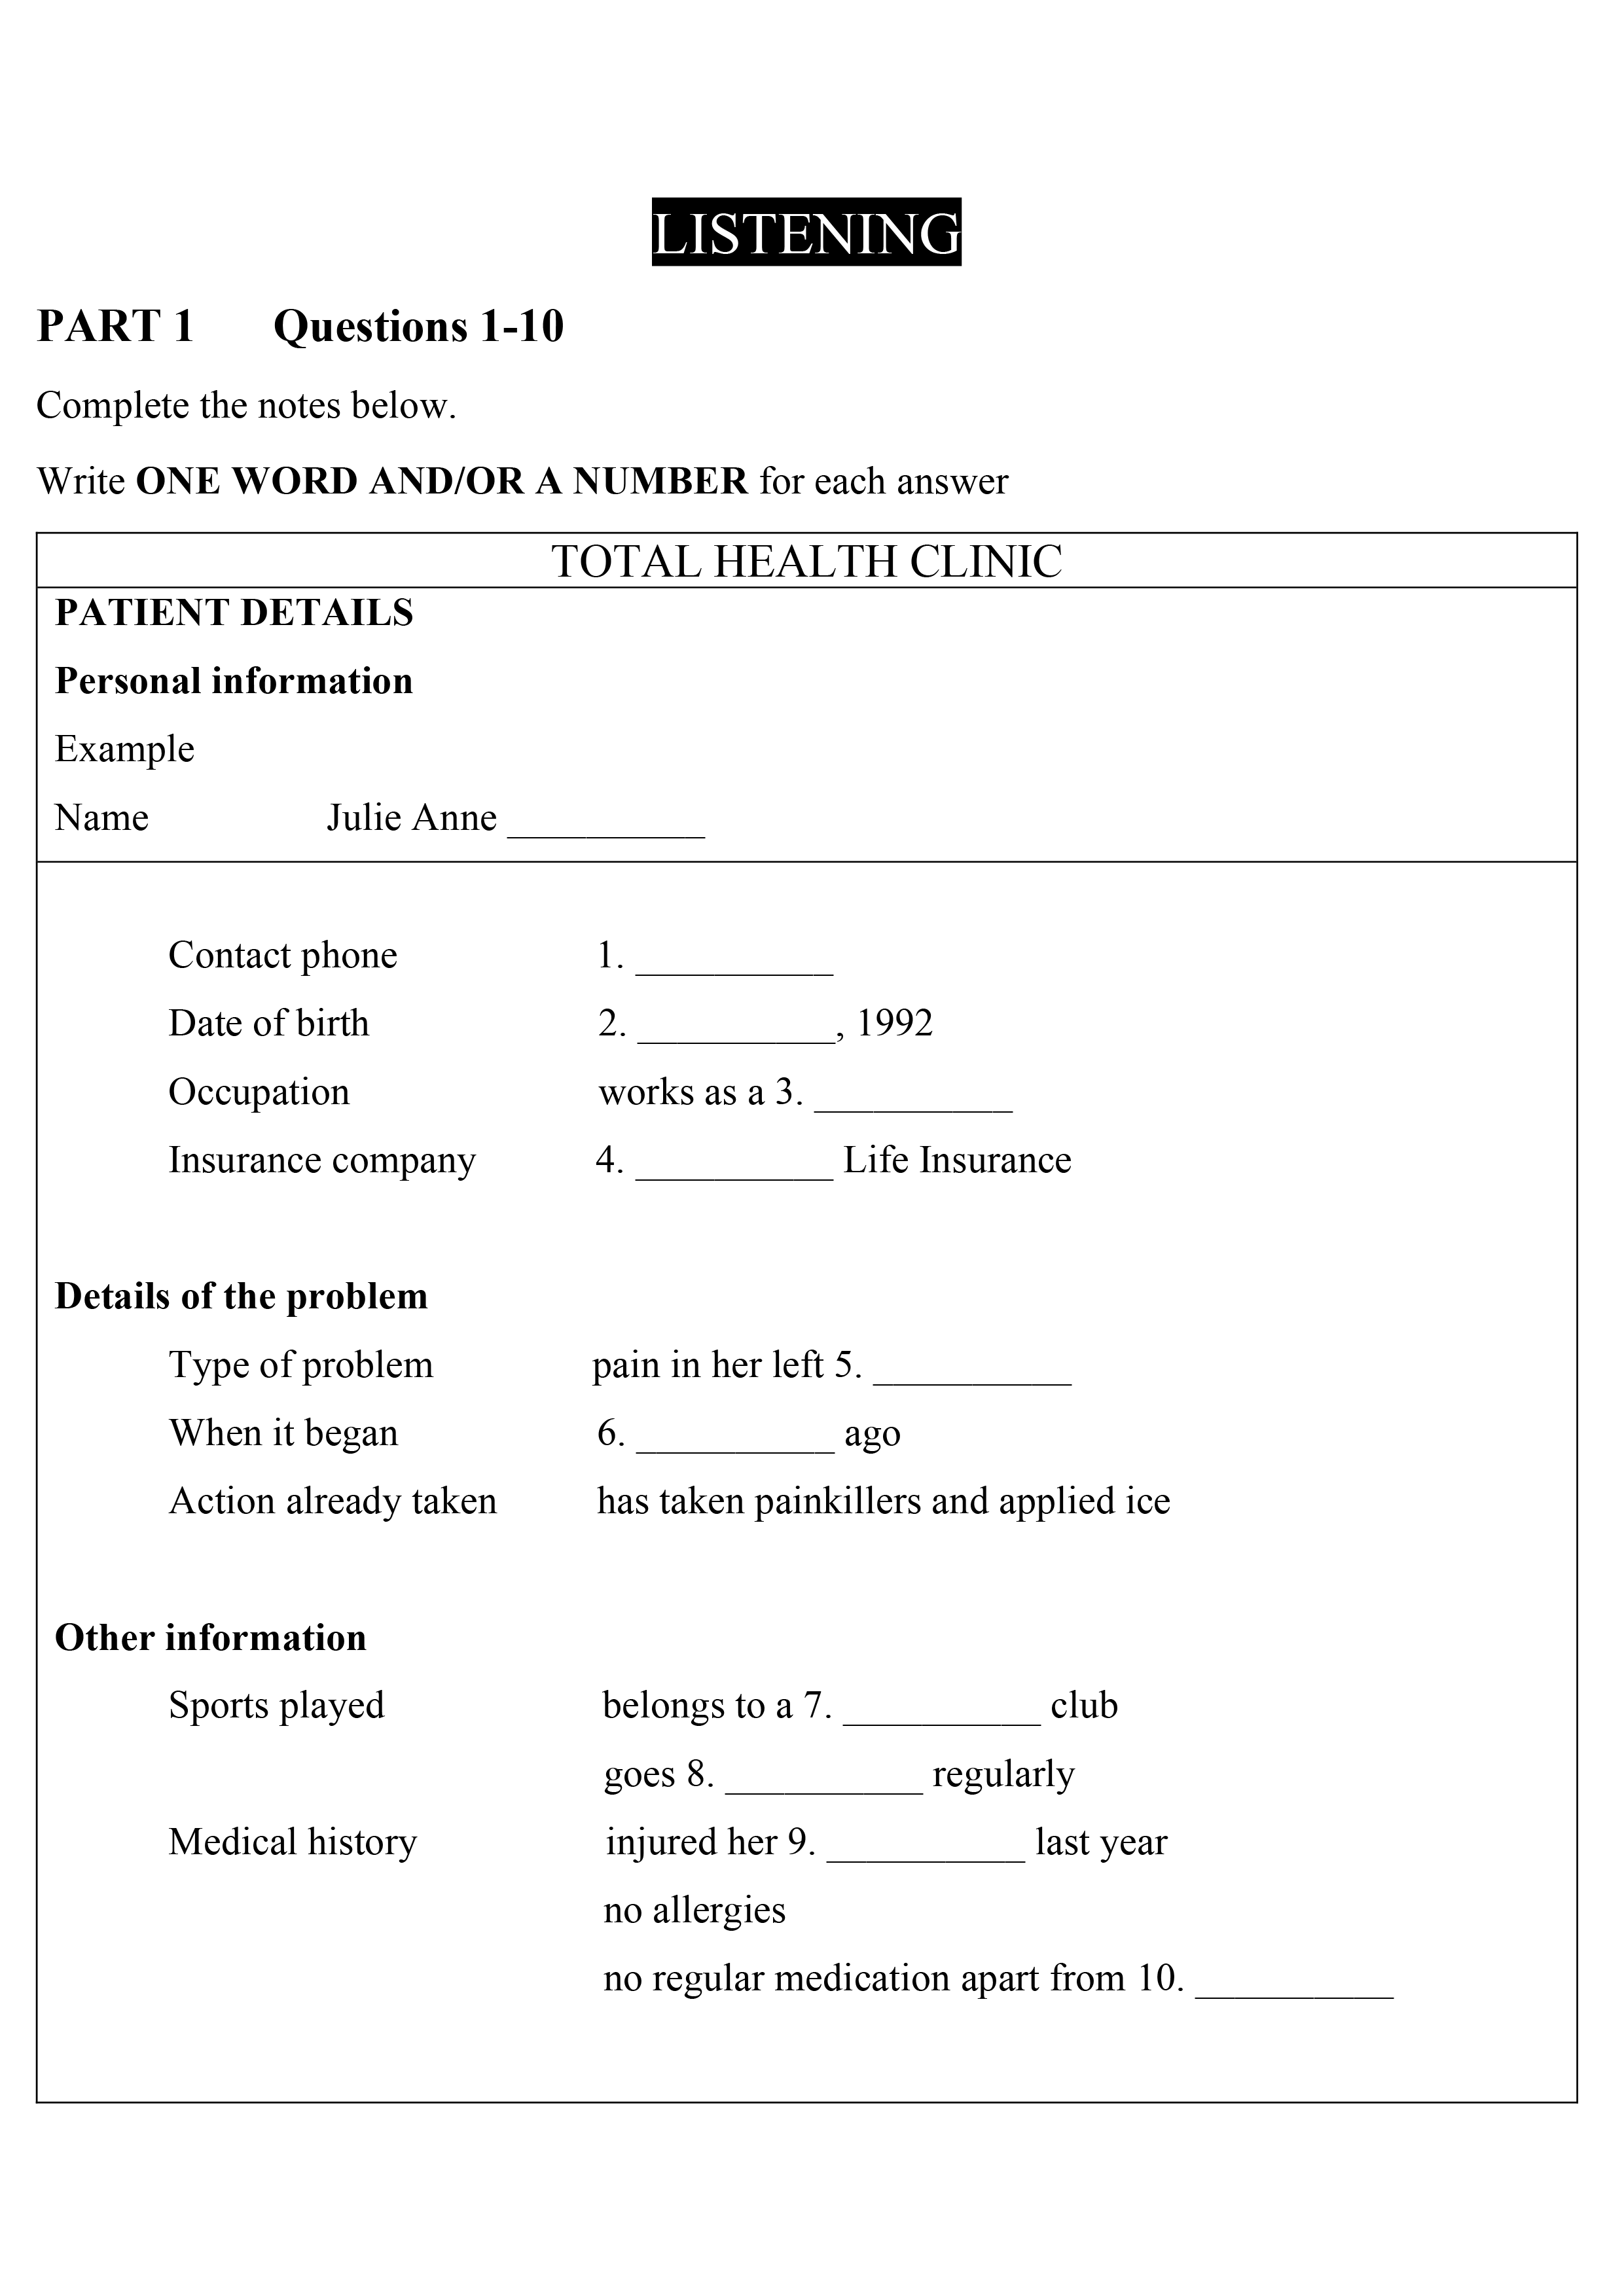 LISTENING
PART 1 Questions 1-10
Complete the notes below.
Write ONE WORD AND/OR A NUMBER for each answer
TOTAL HEALTH CLINIC
PATIENT DETAILS
Personal information
Example
Name Julie Anne __________
Contact phone 1. __________
Date of birth 2. __________, 1992
Occupation works as a 3. __________
Insurance company 4. __________ Life Insurance
Details of the problem
Type of problem pain in her left 5. __________
When it began 6. __________ ago
Action already taken has taken painkillers and applied ice
Other information
Sports played belongs to a 7. __________ club
goes 8. __________ regularly
Medical history injured her 9. __________ last year
no allergies
no regular medication apart from 10. __________